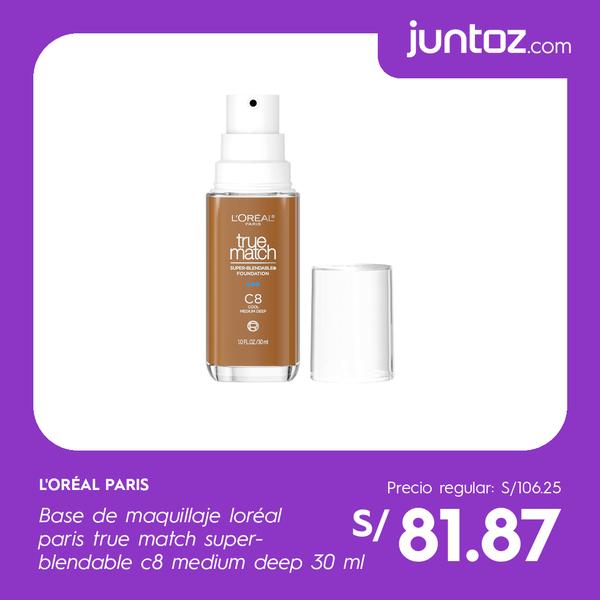 juntoz.com
L'ORÉAL®
PARIS
true
match
SUPER-BLENDABLE®
FOUNDATION
C8
COOL
MEDIUM DEEP
1.0 FL.OZ./30ml
L'ORÉAL PARIS
Base de maquillaje loréal
paris true match super-
blendable c8 medium deep 30 ml
Precio regular: S/106.25
S/81.87